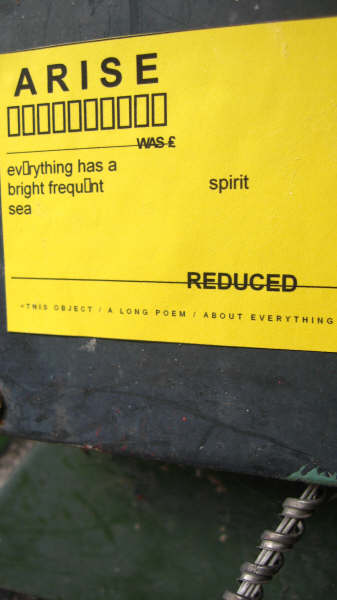 ARISE
▯▯▯▯▯▯▯▯▯▯
WAS £
ev▯rything has a
bright frequ▯nt spirit
sea
REDUCED
=THIS OBJECT / A LONG POEM / ABOUT EVERYTHING